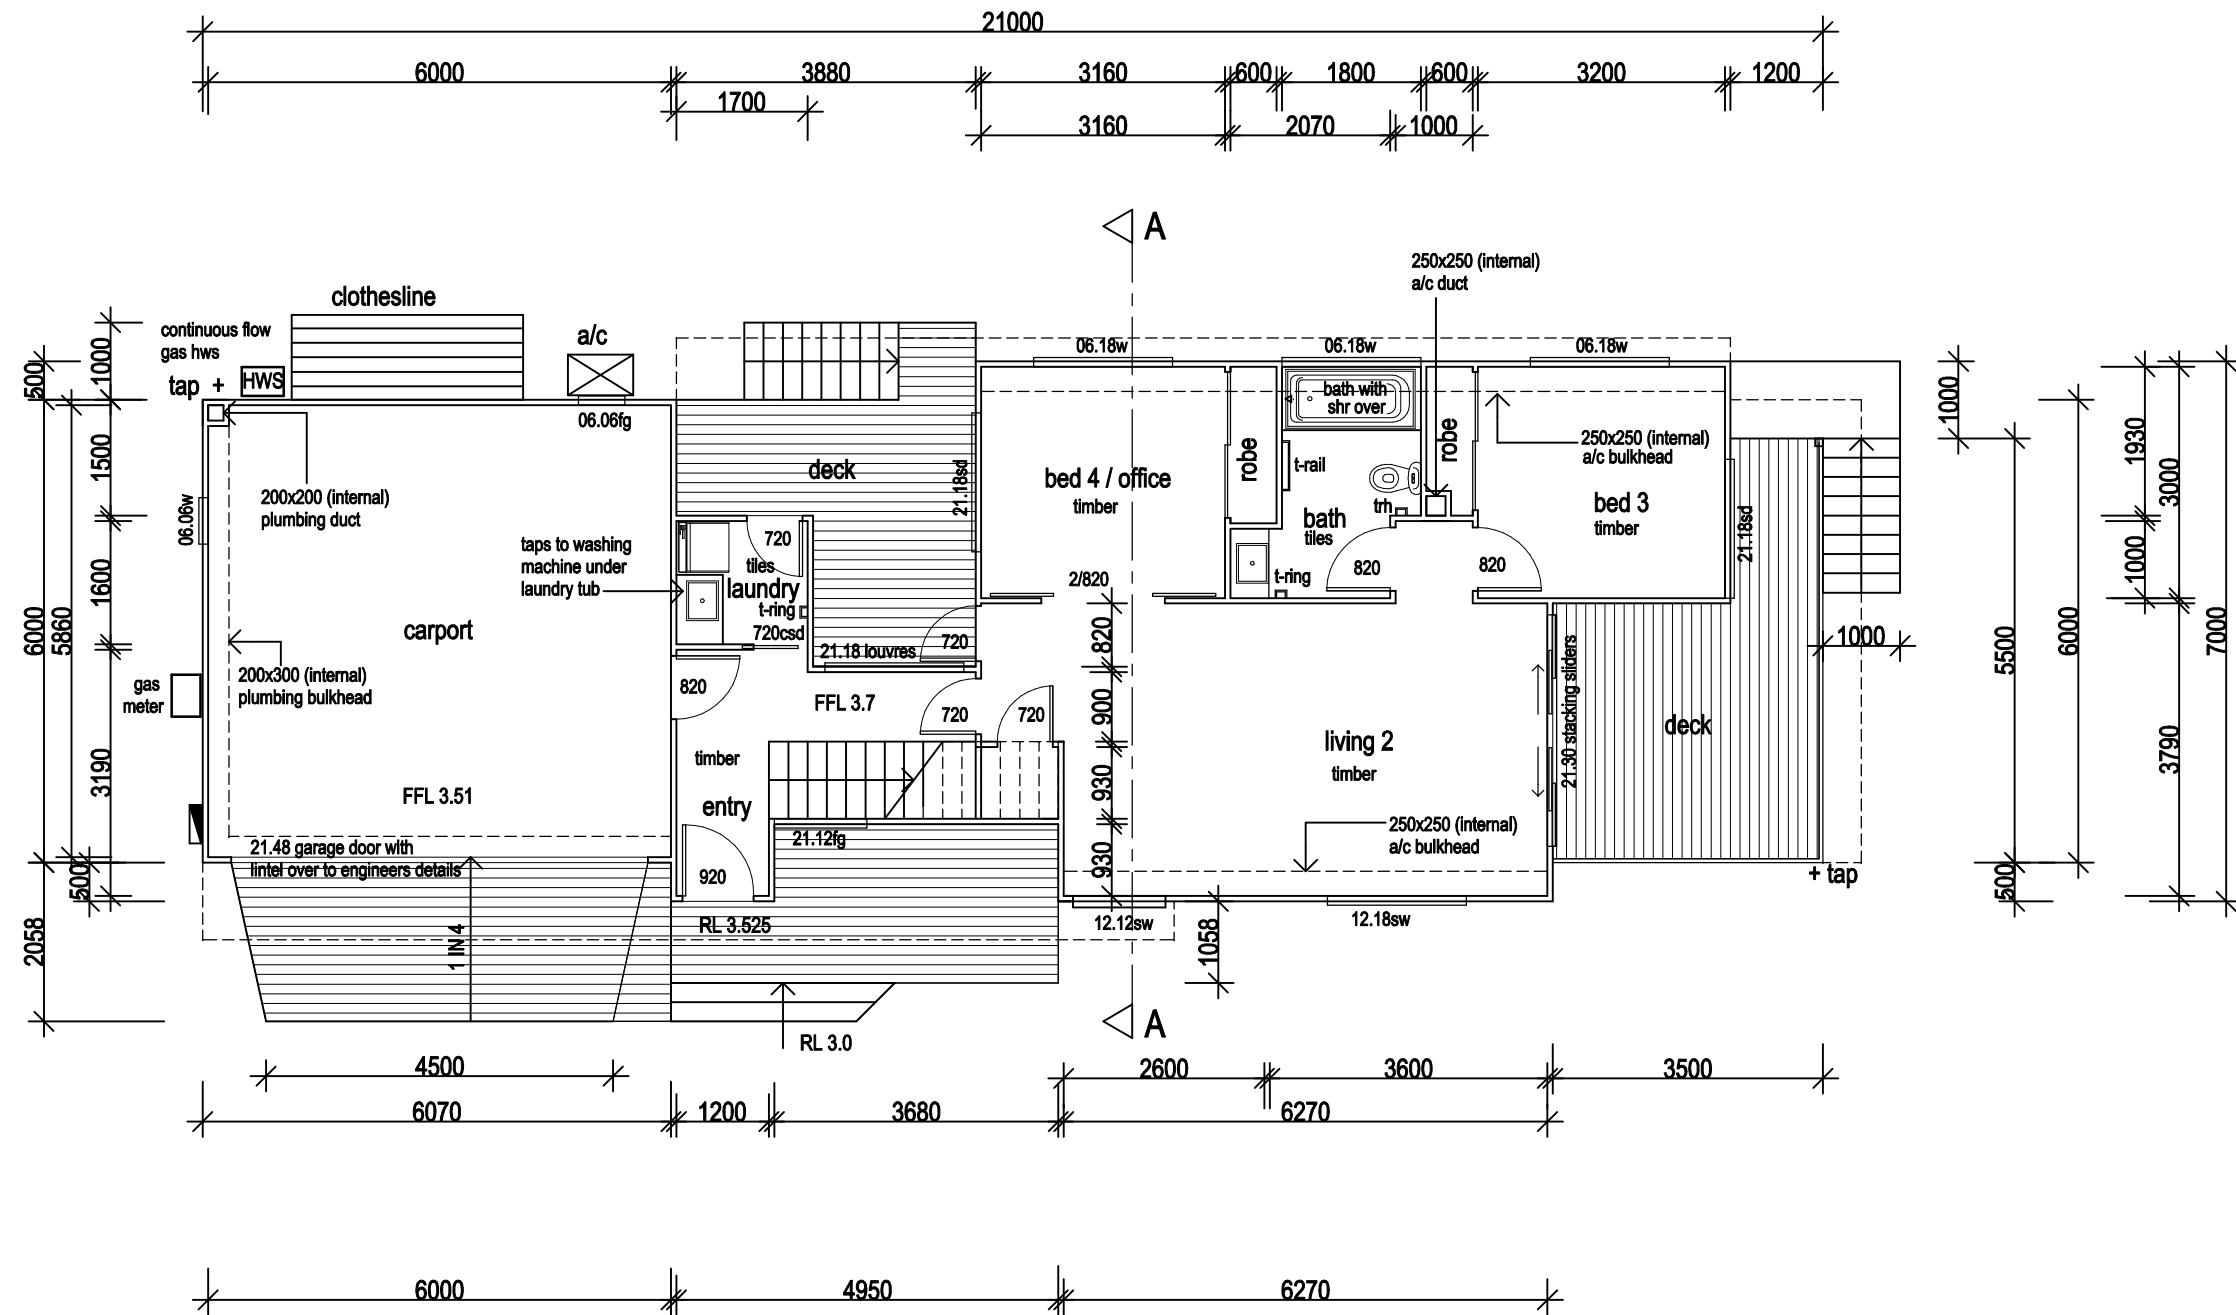 21000
6000
3880
3160
600
1800
600
3200
1200
1700
3160
2070
1000
A
250x250 (internal)
a/c duct
clothesline
continuous flow
gas hws
tap +
HWS
a/c
06.06fg
06.18w
06.18w
06.18w
bath with
shr over
200x200 (internal)
plumbing duct
06.06w
deck
21.18sd
bed 4 / office
timber
robe
t-rail
robe
250x250 (internal)
a/c bulkhead
bed 3
timber
trh
bath
tiles
21.18sd
taps to washing
machine under
laundry tub
720
tiles
laundry
t-ring
720csd
2/820
t-ring
820
820
carport
200x300 (internal)
plumbing bulkhead
gas
meter
820
21.18 louvres
720
FFL 3.7
720
720
living 2
timber
21.30 stacking sliders
deck
timber
entry
FFL 3.51
21.12fg
250x250 (internal)
a/c bulkhead
21.48 garage door with
lintel over to engineers details
920
+ tap
RL 3.525
12.12sw
12.18sw
1 IN 4
1058
A
RL 3.0
500
1000
1500
1600
3190
6000
5860
500
2058
820
900
930
930
1000
1930
1000
3000
3790
5500
6000
7000
500
1000
4500
2600
3600
3500
6070
1200
3680
6270
6000
4950
6270